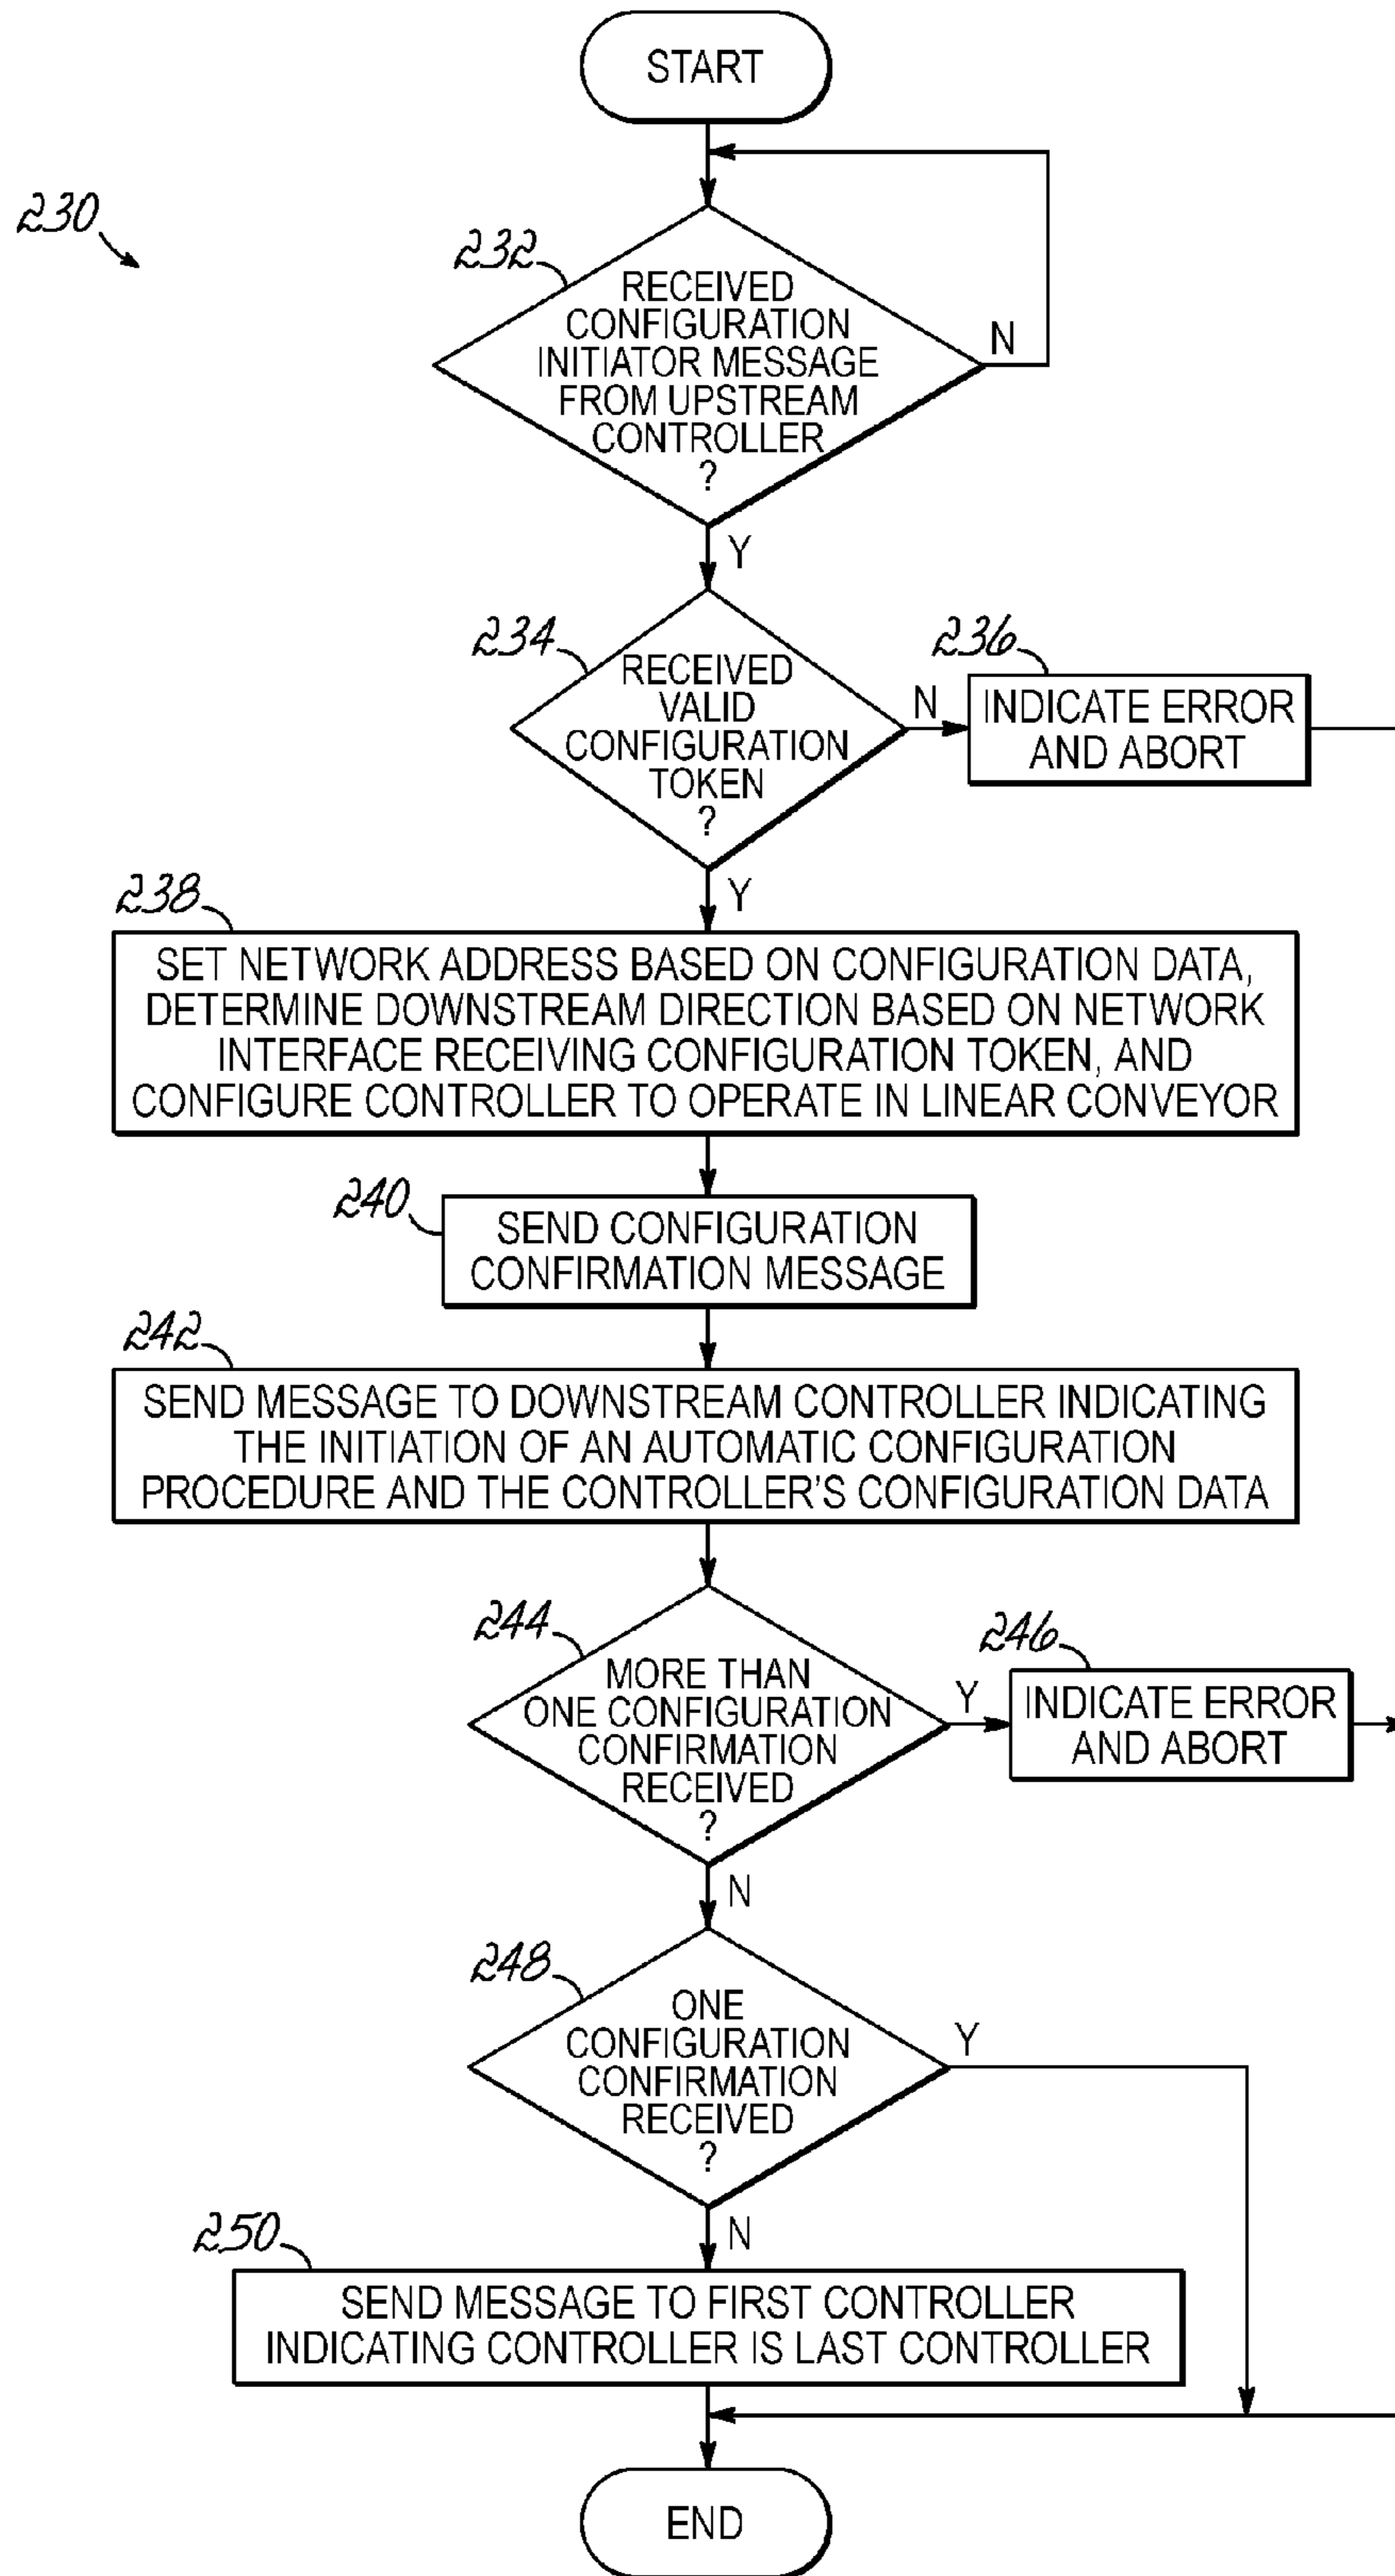 START
230
232
RECEIVED
CONFIGURATION
INITIATOR MESSAGE
FROM UPSTREAM
CONTROLLER
?
N
Y
234
RECEIVED
VALID
CONFIGURATION
TOKEN
?
N
236
INDICATE ERROR
AND ABORT
Y
238
SET NETWORK ADDRESS BASED ON CONFIGURATION DATA,
DETERMINE DOWNSTREAM DIRECTION BASED ON NETWORK
INTERFACE RECEIVING CONFIGURATION TOKEN, AND
CONFIGURE CONTROLLER TO OPERATE IN LINEAR CONVEYOR
240
SEND CONFIGURATION
CONFIRMATION MESSAGE
242
SEND MESSAGE TO DOWNSTREAM CONTROLLER INDICATING
THE INITIATION OF AN AUTOMATIC CONFIGURATION
PROCEDURE AND THE CONTROLLER'S CONFIGURATION DATA
244
MORE THAN
ONE CONFIGURATION
CONFIRMATION
RECEIVED
?
Y
246
INDICATE ERROR
AND ABORT
N
248
ONE
CONFIGURATION
CONFIRMATION
RECEIVED
?
Y
N
250
SEND MESSAGE TO FIRST CONTROLLER
INDICATING CONTROLLER IS LAST CONTROLLER
END